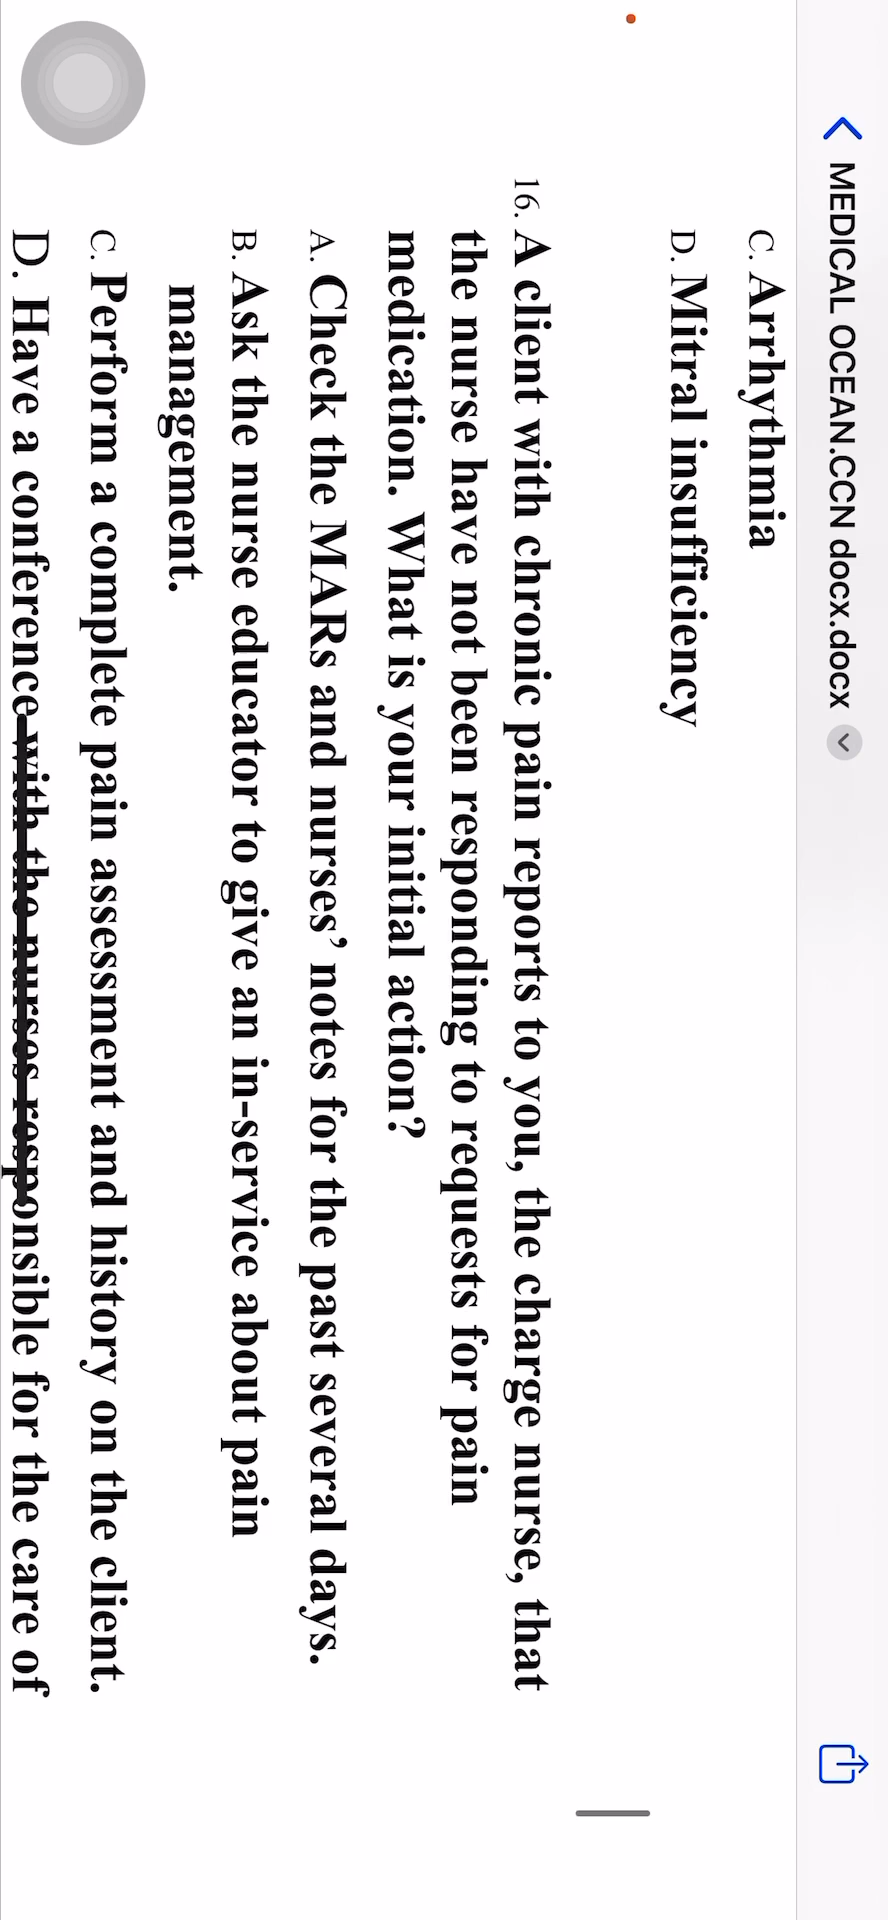 MEDICAL OCEAN.CCN docx.docx
C. Arrhythmia
D. Mitral insufficiency
16. A client with chronic pain reports to you, the charge nurse, that
the nurse have not been responding to requests for pain
medication. What is your initial action?
A. Check the MARs and nurses’ notes for the past several days.
B. Ask the nurse educator to give an in-service about pain
management.
C. Perform a complete pain assessment and history on the client.
D. Have a conference with the nurses responsible for the care of